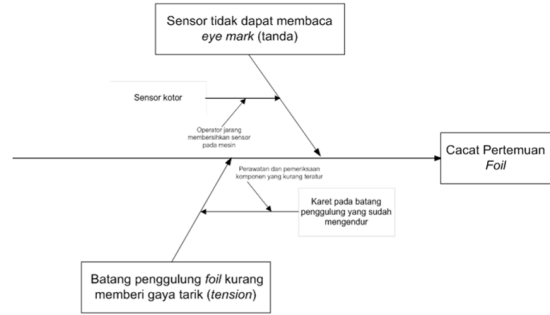 Sensor tidak dapat membaca
eye mark (tanda)
Sensor kotor
Operator jarang
membersihkan sensor
pada mesin
Cacat Pertemuan
Foil
Perawatan dan pemeriksaan
komponen yang kurang teratur
Karet pada batang
penggulung yang sudah
mengendur
Batang penggulung foil kurang
memberi gaya tarik (tension)